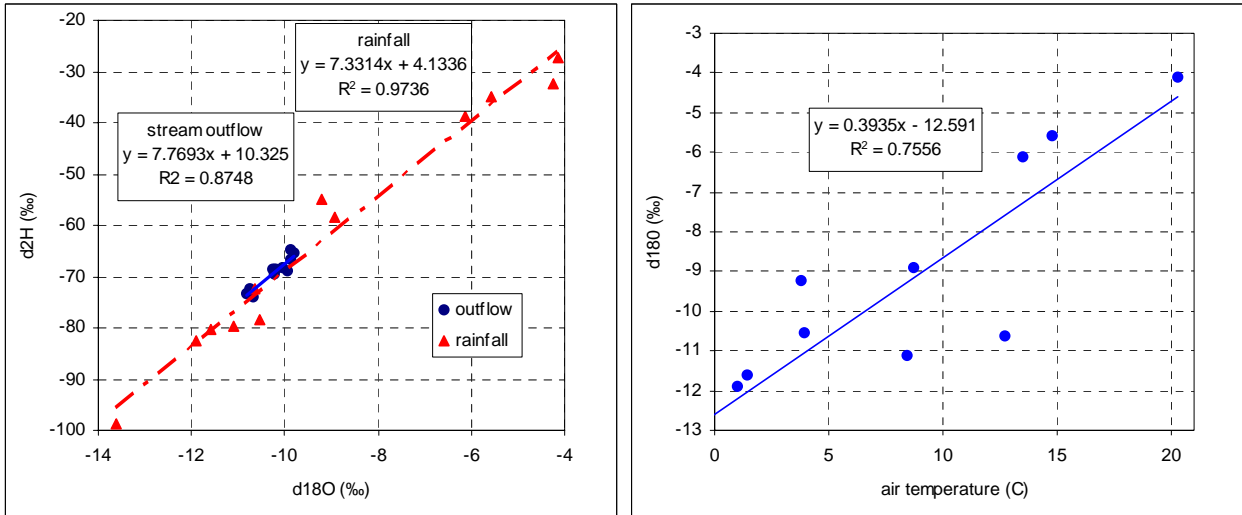 -20
-30
-40
-50
-60
-70
-80
-90
-100
d2H (‰)
rainfall
y = 7.3314x + 4.1336
R² = 0.9736
stream outflow
y = 7.7693x + 10.325
R2 = 0.8748
outflow
rainfall
-14 -12 -10 -8 -6 -4
d18O (‰)
-3
-4
-5
-6
-7
-8
-9
-10
-11
-12
-13
d180 (‰)
y = 0.3935x - 12.591
R² = 0.7556
0 5 10 15 20
air temperature (C)